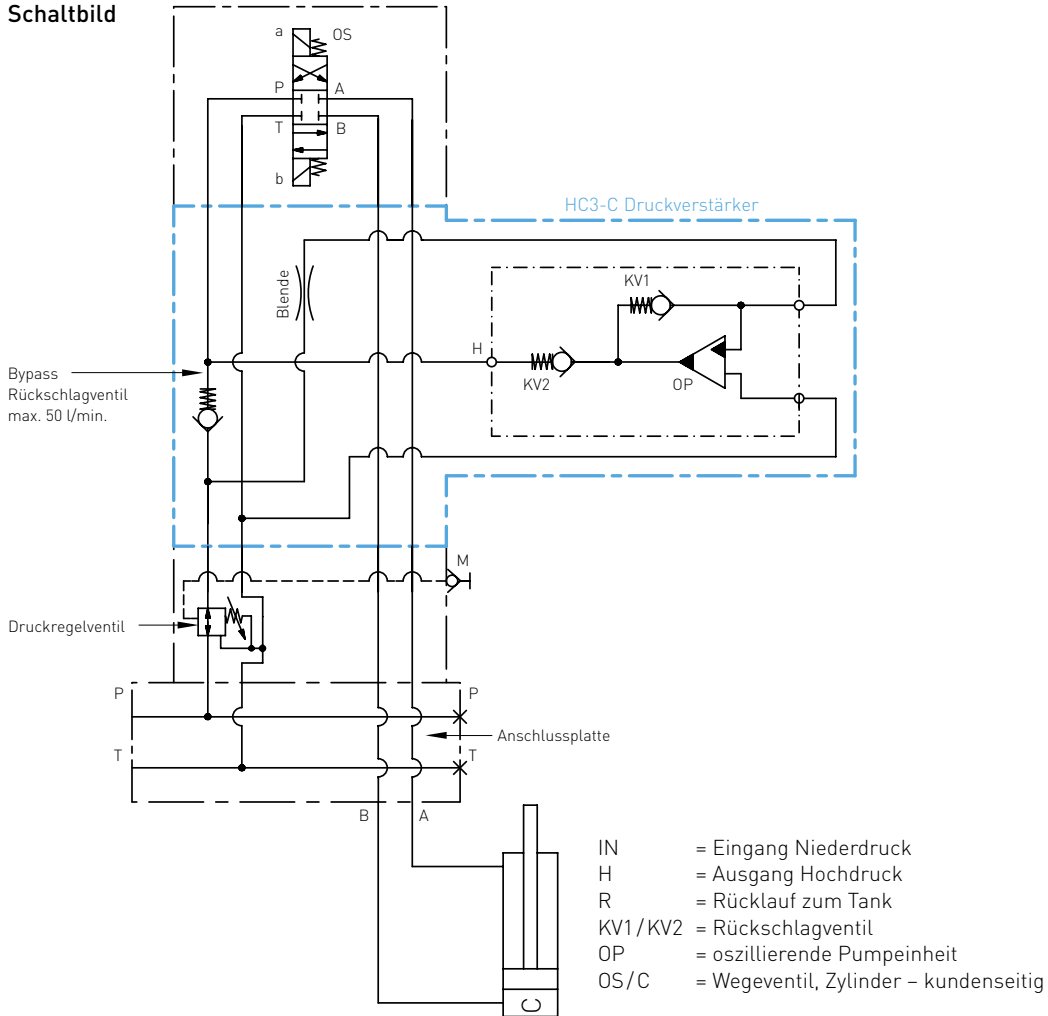 Schaltbild
a
OS
P
A
T
B
b
HC3-C Druckverstärker
Blende
KV1
H
KV2
OP
Bypass
Rückschlagventil
max. 50 l/min.
M
Druckregelventil
P
P
Anschlussplatte
T
T
B
A
C
IN = Eingang Niederdruck
H = Ausgang Hochdruck
R = Rücklauf zum Tank
KV1/KV2 = Rückschlagventil
OP = oszillierende Pumpeinheit
OS/C = Wegeventil, Zylinder – kundenseitig